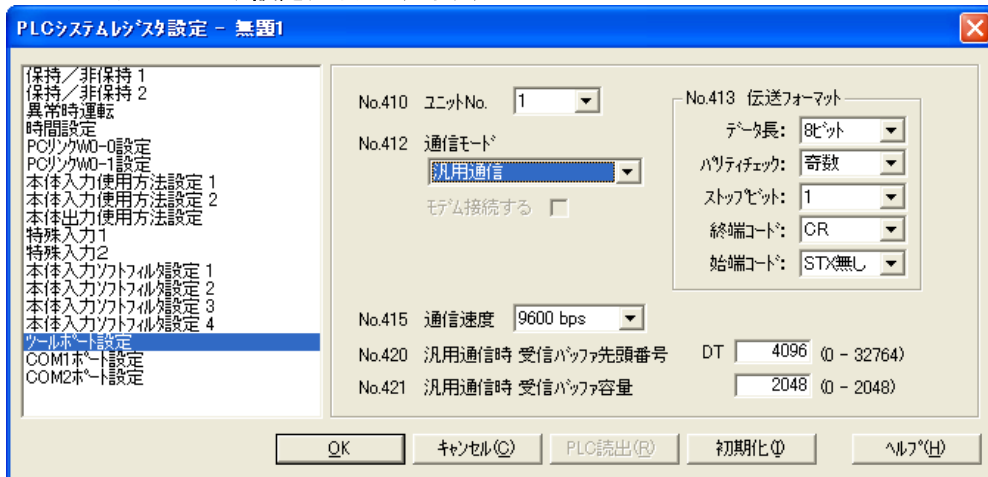 PLCシステムレジスタ設定 - 無題1
保持/非保持 1
保持/非保持 2
異常時運転
時間設定
PCリンクW0-0設定
PCリンクW0-1設定
本体入力使用方法設定 1
本体入力使用方法設定 2
本体出力使用方法設定
特殊入力1
特殊入力2
本体入力ソフトフィルタ設定 1
本体入力ソフトフィルタ設定 2
本体入力ソフトフィルタ設定 3
本体入力ソフトフィルタ設定 4
ツールポート設定
COM1ポート設定
COM2ポート設定
No.410 ユニットNo. 1
No.412 通信モード
汎用通信
モデム接続する
No.413 伝送フォーマット
データ長: 8ビット
パリティチェック: 奇数
ストップビット: 1
終端コード: CR
始端コード: STX無し
No.415 通信速度 9600 bps
No.420 汎用通信時 受信バッファ先頭番号 DT 4096 (0 - 32764)
No.421 汎用通信時 受信バッファ容量 2048 (0 - 2048)
OK キャンセル(C) PLC読出(R) 初期化(I) ヘルプ(H)